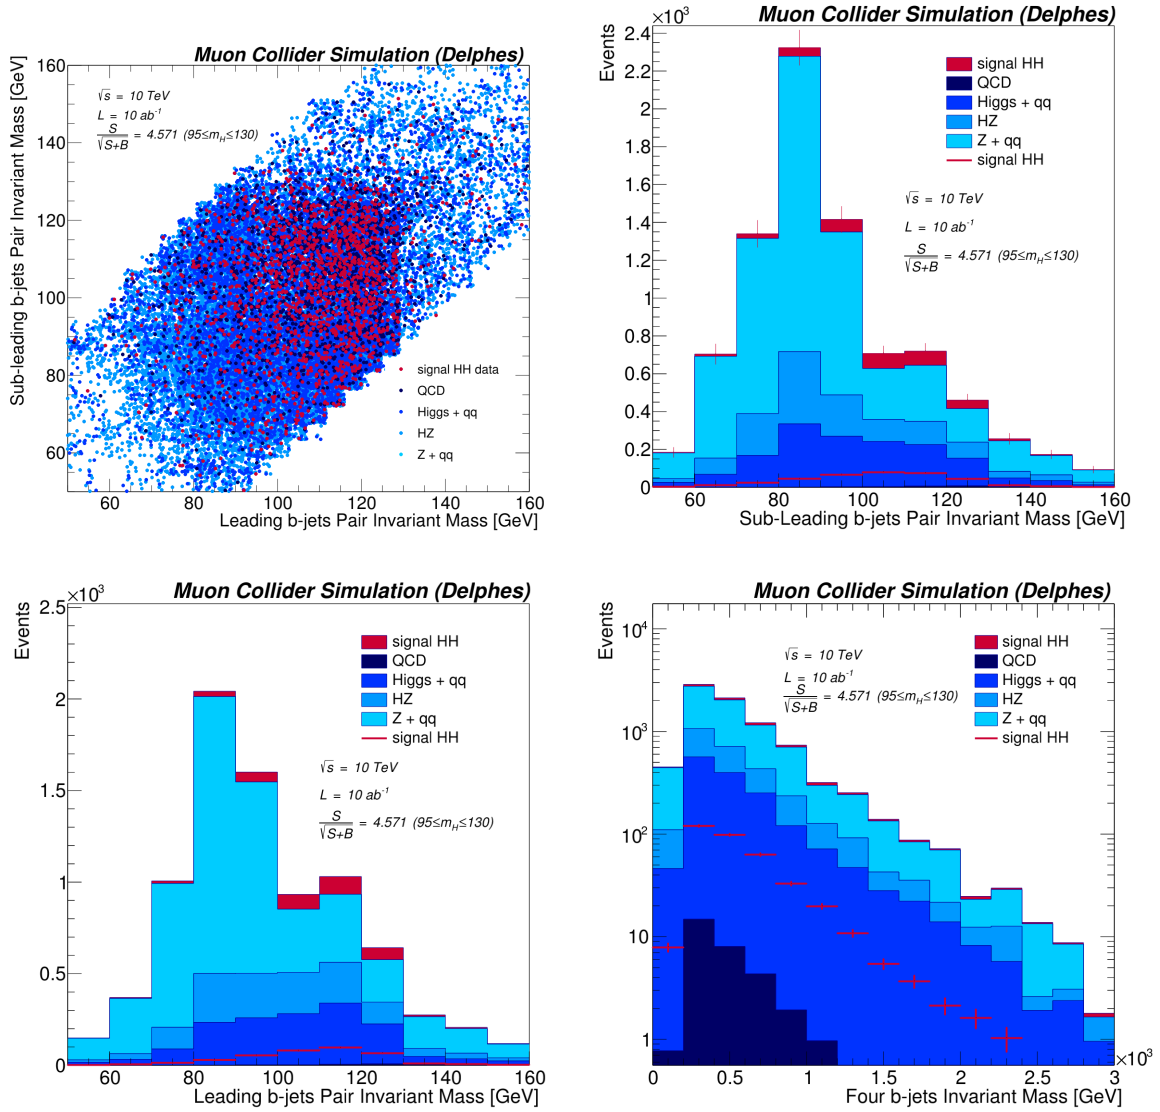 Muon Collider Simulation (Delphes)
Sub-leading b-jets Pair Invariant Mass [GeV]
160
140
120
100
80
60
√s = 10 TeV
L = 10 ab⁻¹
S/√S+B = 4.571 (95≤m_H≤130)
signal HH data
QCD
Higgs + qq
HZ
Z + qq
60 80 100 120 140 160
Leading b-jets Pair Invariant Mass [GeV]
×10³
Muon Collider Simulation (Delphes)
Events
2.4
2.2
2
1.8
1.6
1.4
1.2
1
0.8
0.6
0.4
0.2
0
signal HH
QCD
Higgs + qq
HZ
Z + qq
signal HH
√s = 10 TeV
L = 10 ab⁻¹
S/√S+B = 4.571 (95≤m_H≤130)
60 80 100 120 140 160
Sub-Leading b-jets Pair Invariant Mass [GeV]
×10³
Muon Collider Simulation (Delphes)
Events
2.5
2
1.5
1
0.5
0
signal HH
QCD
Higgs + qq
HZ
Z + qq
signal HH
√s = 10 TeV
L = 10 ab⁻¹
S/√S+B = 4.571 (95≤m_H≤130)
60 80 100 120 140 160
Leading b-jets Pair Invariant Mass [GeV]
Muon Collider Simulation (Delphes)
Events
10⁴
10³
10²
10
1
√s = 10 TeV
L = 10 ab⁻¹
S/√S+B = 4.571 (95≤m_H≤130)
signal HH
QCD
Higgs + qq
HZ
Z + qq
signal HH
×10³
0 0.5 1 1.5 2 2.5 3
Four b-jets Invariant Mass [GeV]